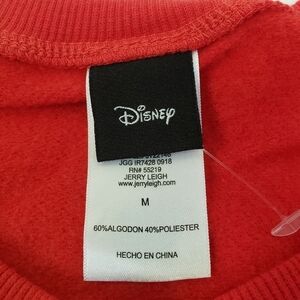 Disney
JGG IR7428 0918
RN# 55219
JERRY LEIGH
www.jerryleigh.com
M
60%ALGODON 40%POLIESTER
HECHO EN CHINA